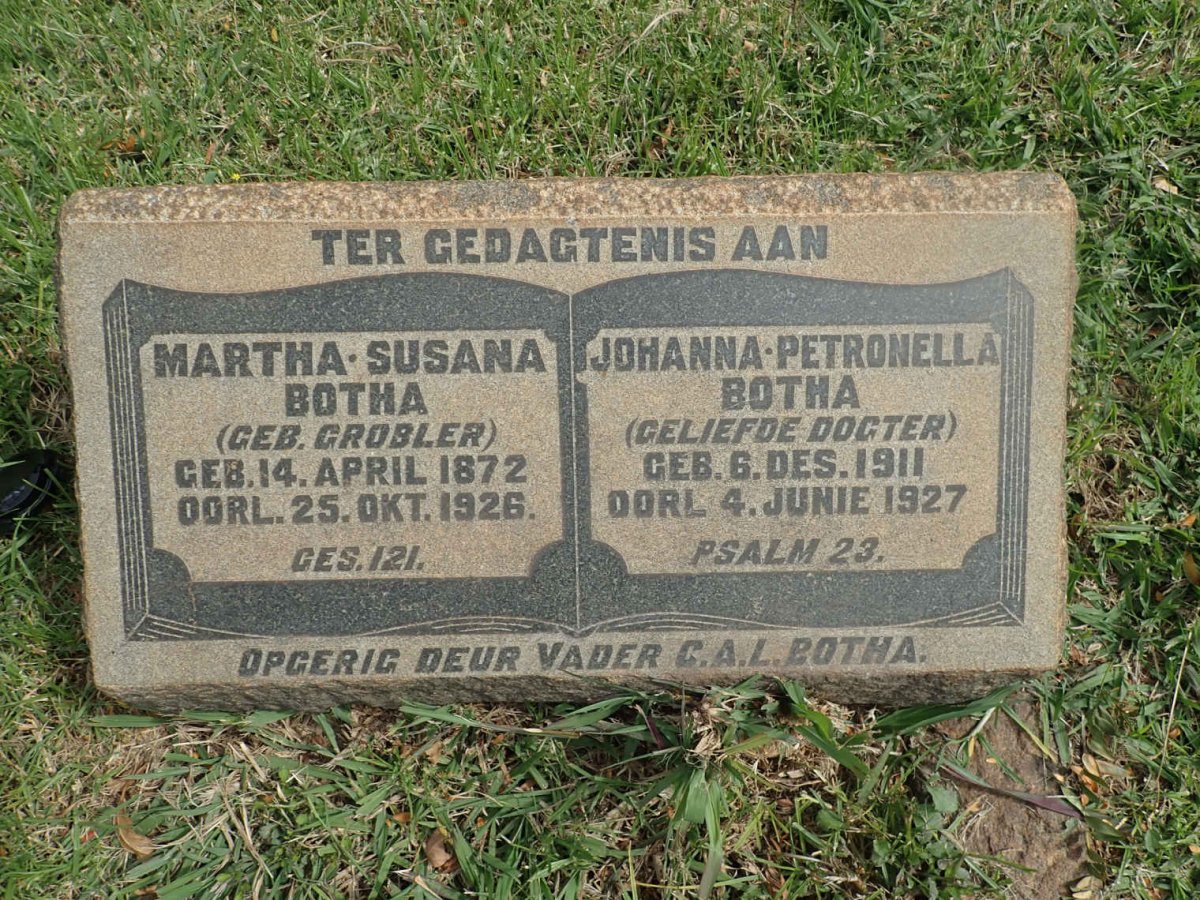 TER GEDAGTENIS AAN
MARTHA·SUSANA
BOTHA
(GEB. GROBLER)
GEB. 14. APRIL 1872
OORL. 25. OKT. 1926.
GES. 121.
JOHANNA·PETRONELLA
BOTHA
(GELIEFDE DOGTER)
GEB. 6. DES. 1911
OORL 4. JUNIE 1927
PSALM 23.
OPGERIG DEUR VADER C.A.L. BOTHA.